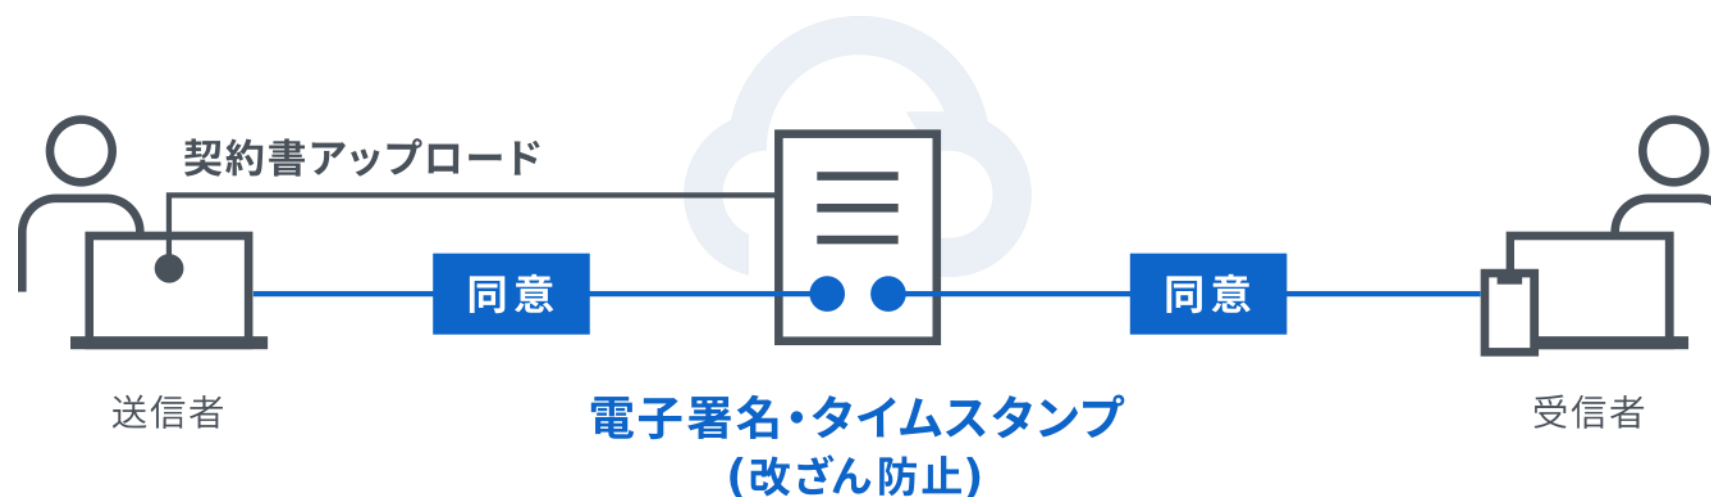 契約書アップロード
同意
同意
送信者
電子署名・タイムスタンプ
(改ざん防止)
受信者